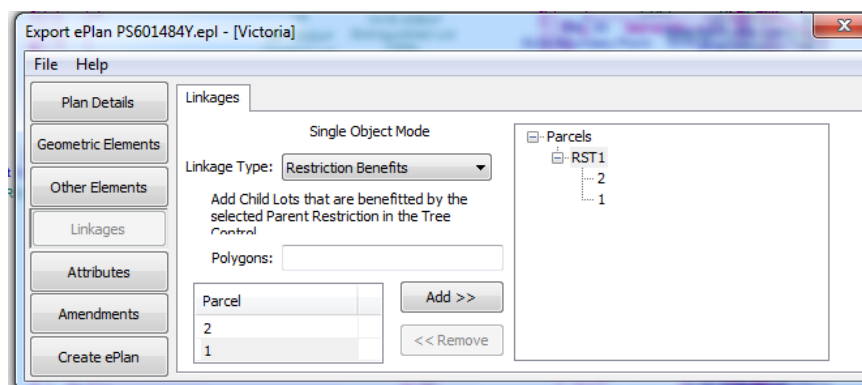 Export ePlan PS601484Y.epl - [Victoria]
File Help
Plan Details
Geometric Elements
Other Elements
Linkages
Attributes
Amendments
Create ePlan
Linkages
Single Object Mode
Linkage Type: Restriction Benefits
Add Child Lots that are benefitted by the
selected Parent Restriction in the Tree
Control
Polygons:
Parcel
2
1
Add >>
<< Remove
Parcels
RST1
2
1